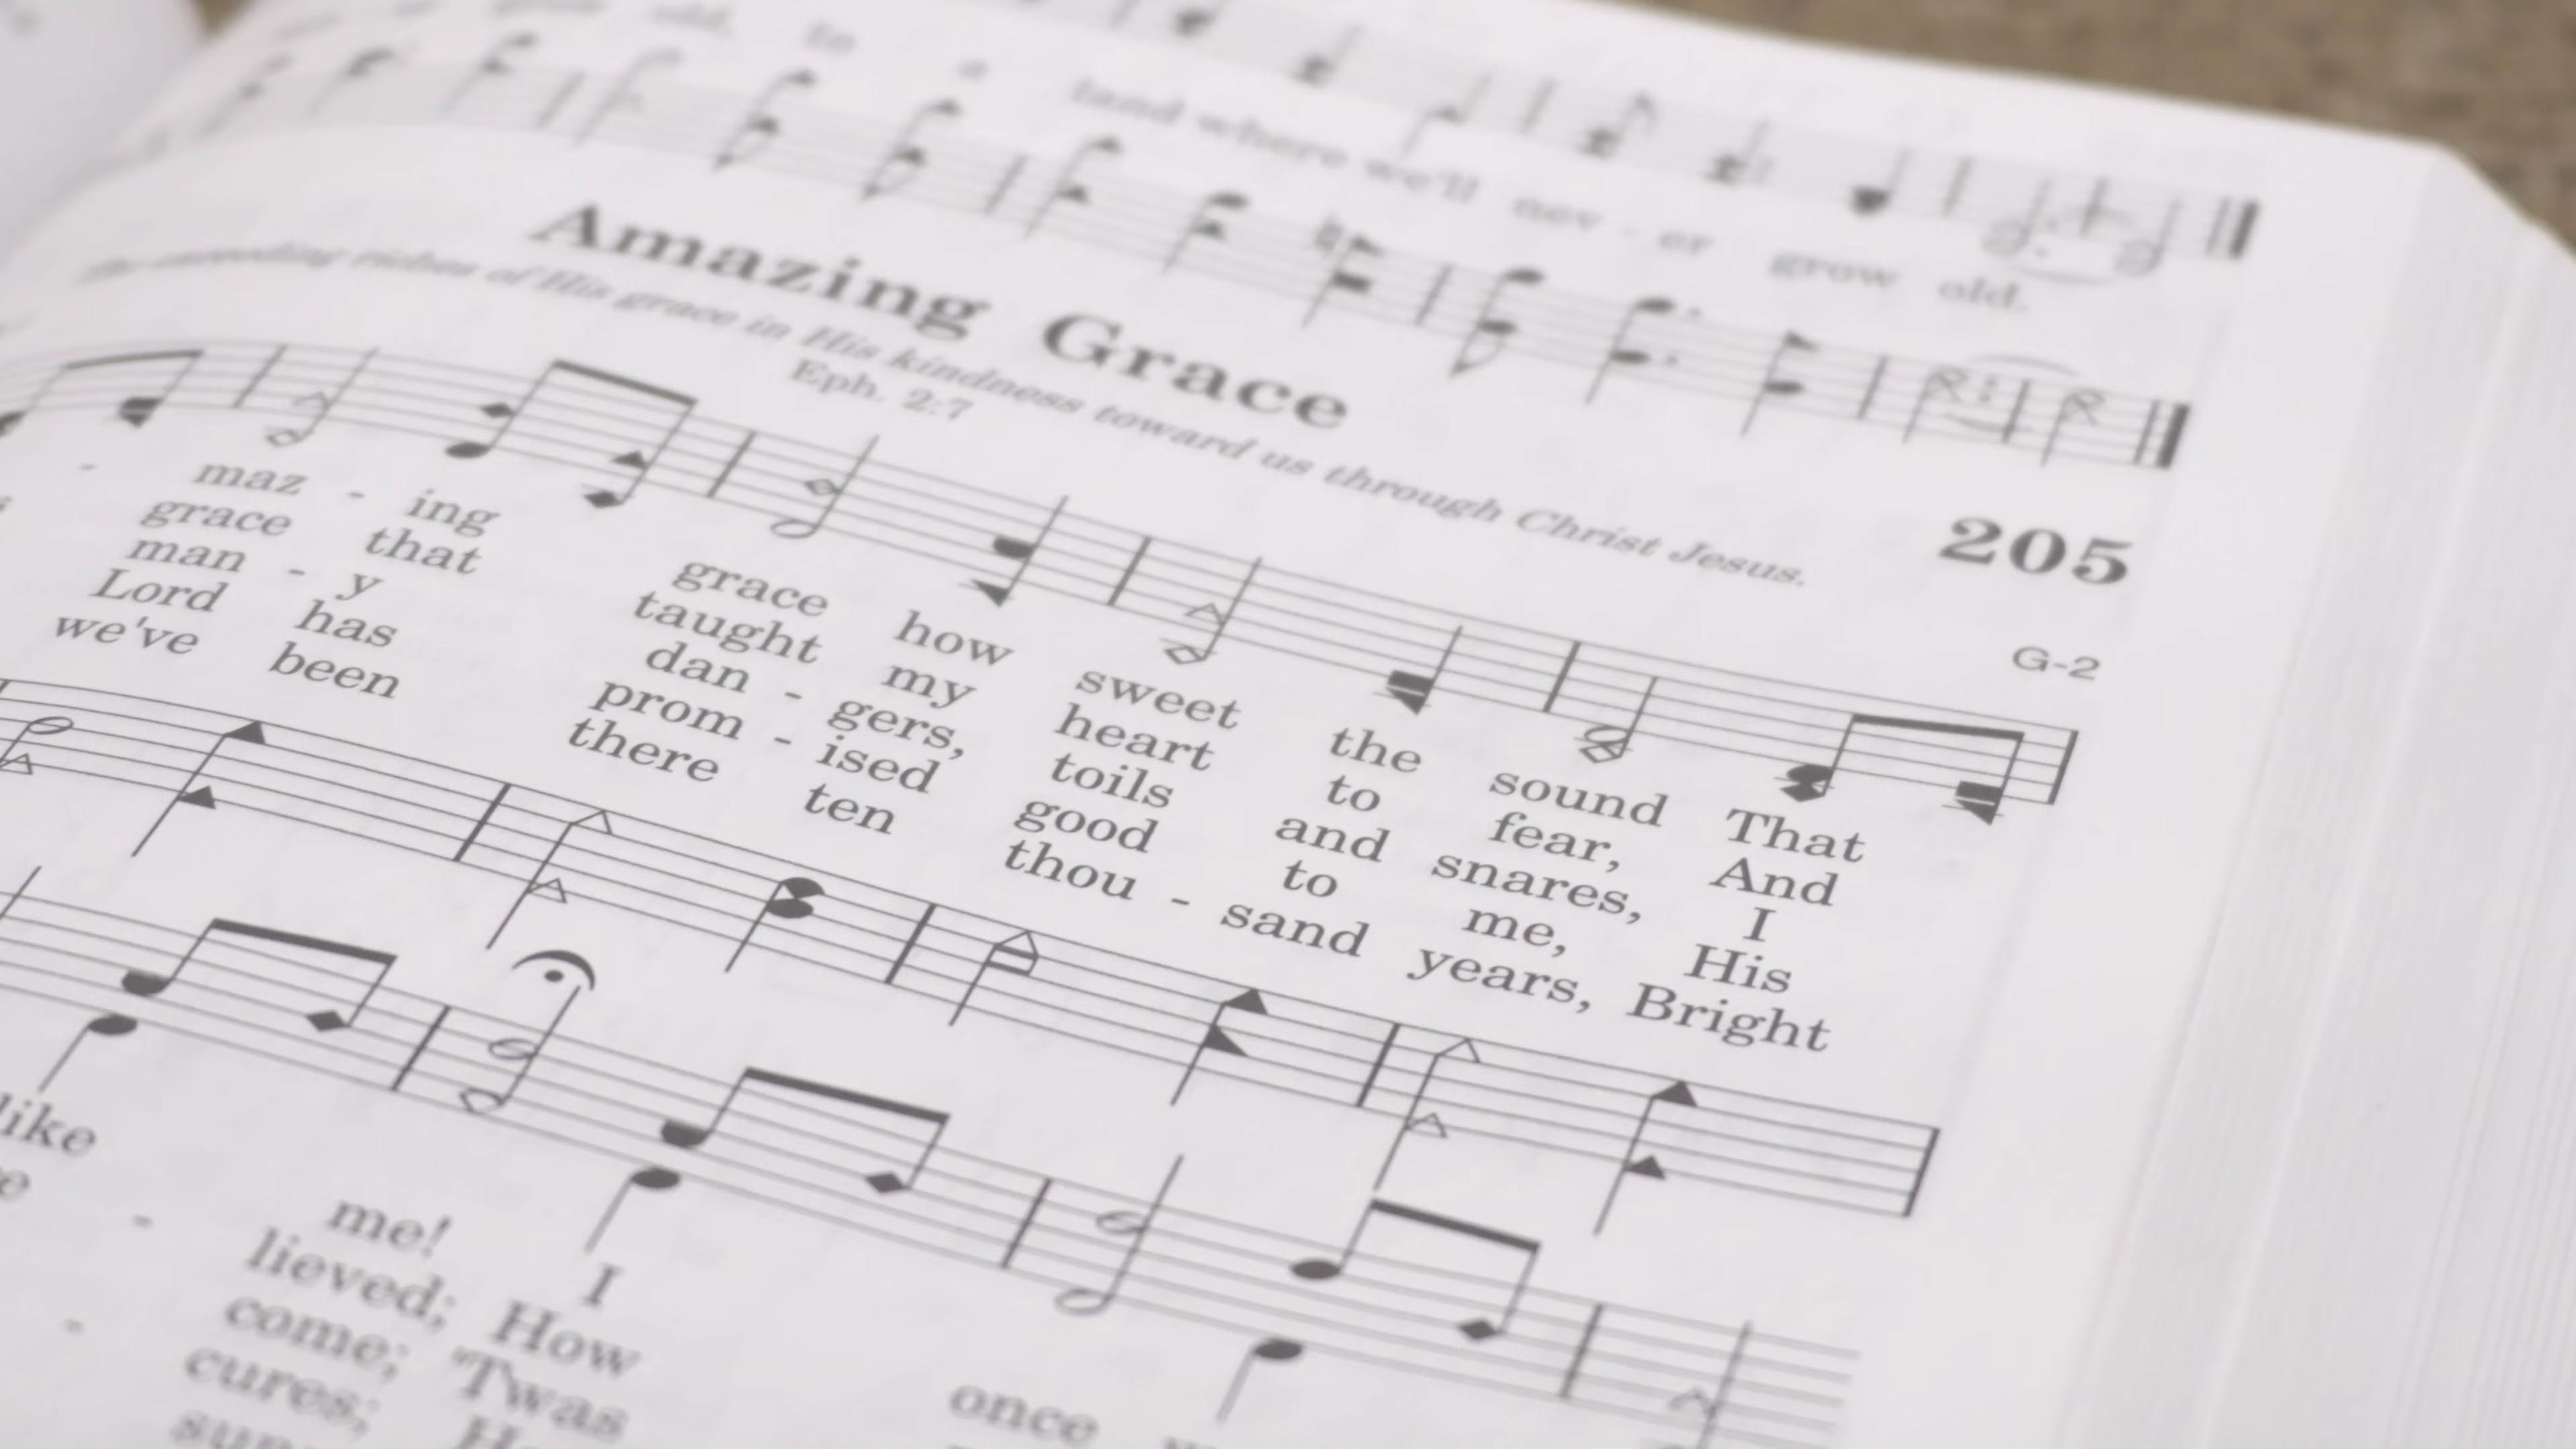 to a land where we'll nev - er grow old.
Amazing Grace
riches of His grace in His kindness toward us through Christ Jesus.
Eph. 2:7
205
G-2
- maz - ing grace how sweet the sound That
grace that taught my heart to fear, And
man - y dan - gers, toils and snares, I
Lord has prom - ised good to me, His
we've been there ten thou - sand years, Bright
like me! I once
lieved; How
come; 'Twas
cures;